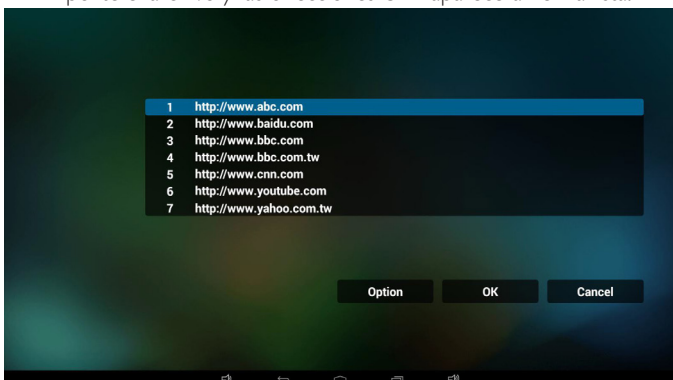 1 http://www.abc.com
2 http://www.baidu.com
3 http://www.bbc.com
4 http://www.bbc.com.tw
5 http://www.cnn.com
6 http://www.youtube.com
7 http://www.yahoo.com.tw
Option OK Cancel